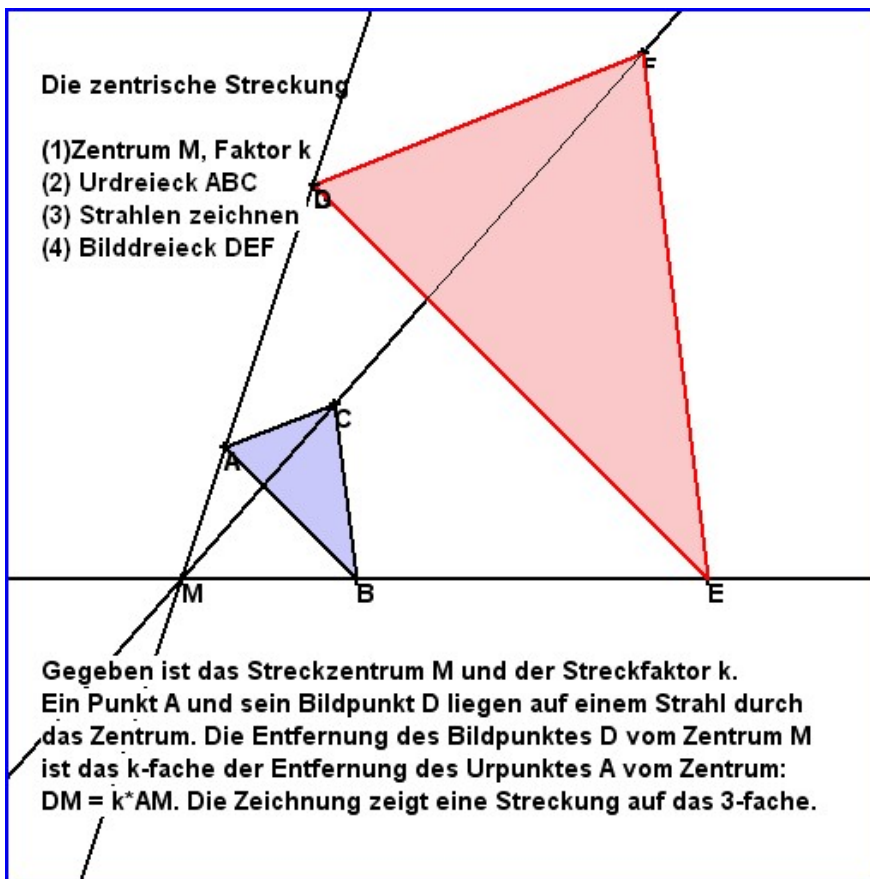 Die zentrische Streckung
(1)Zentrum M, Faktor k
(2) Urdreieck ABC
(3) Strahlen zeichnen
(4) Bilddreieck DEF
F
D
C
A
M
B
E
Gegeben ist das Streckzentrum M und der Streckfaktor k.
Ein Punkt A und sein Bildpunkt D liegen auf einem Strahl durch
das Zentrum. Die Entfernung des Bildpunktes D vom Zentrum M
ist das k-fache der Entfernung des Urpunktes A vom Zentrum:
DM = k*AM. Die Zeichnung zeigt eine Streckung auf das 3-fache.